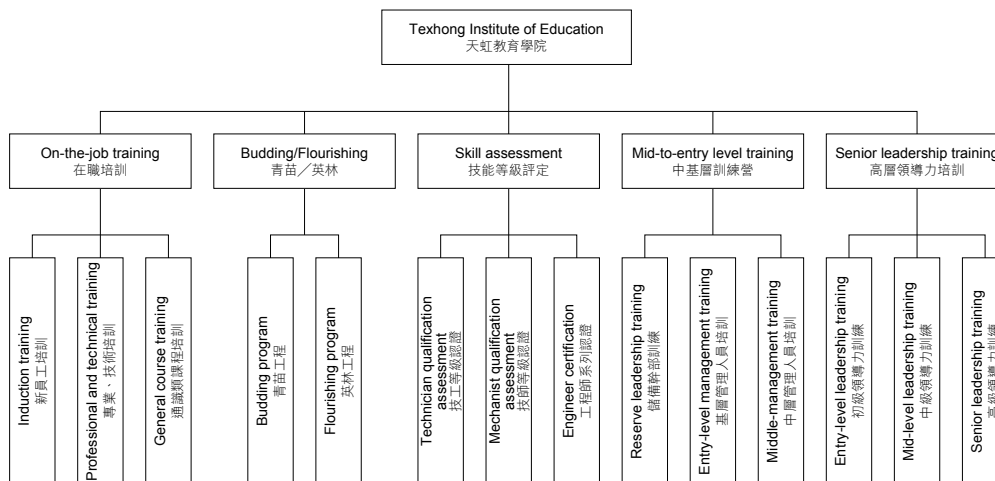 Texhong Institute of Education
天虹教育學院
On-the-job training
在職培訓
Budding/Flourishing
青苗／英林
Skill assessment
技能等級評定
Mid-to-entry level training
中基層訓練營
Senior leadership training
高層領導力培訓
Induction training
新員工培訓
Professional and technical training
專業、技術培訓
General course training
通識類課程培訓
Budding program
青苗工程
Flourishing program
英林工程
Technician qualification
assessment
技工等級認證
Mechanist qualification
assessment
技師等級認證
Engineer certification
工程師系列認證
Reserve leadership training
儲備幹部訓練
Entry-level management training
基層管理人員培訓
Middle-management training
中層管理人員培訓
Entry-level leadership training
初級領導力訓練
Mid-level leadership training
中級領導力訓練
Senior leadership training
高級領導力訓練